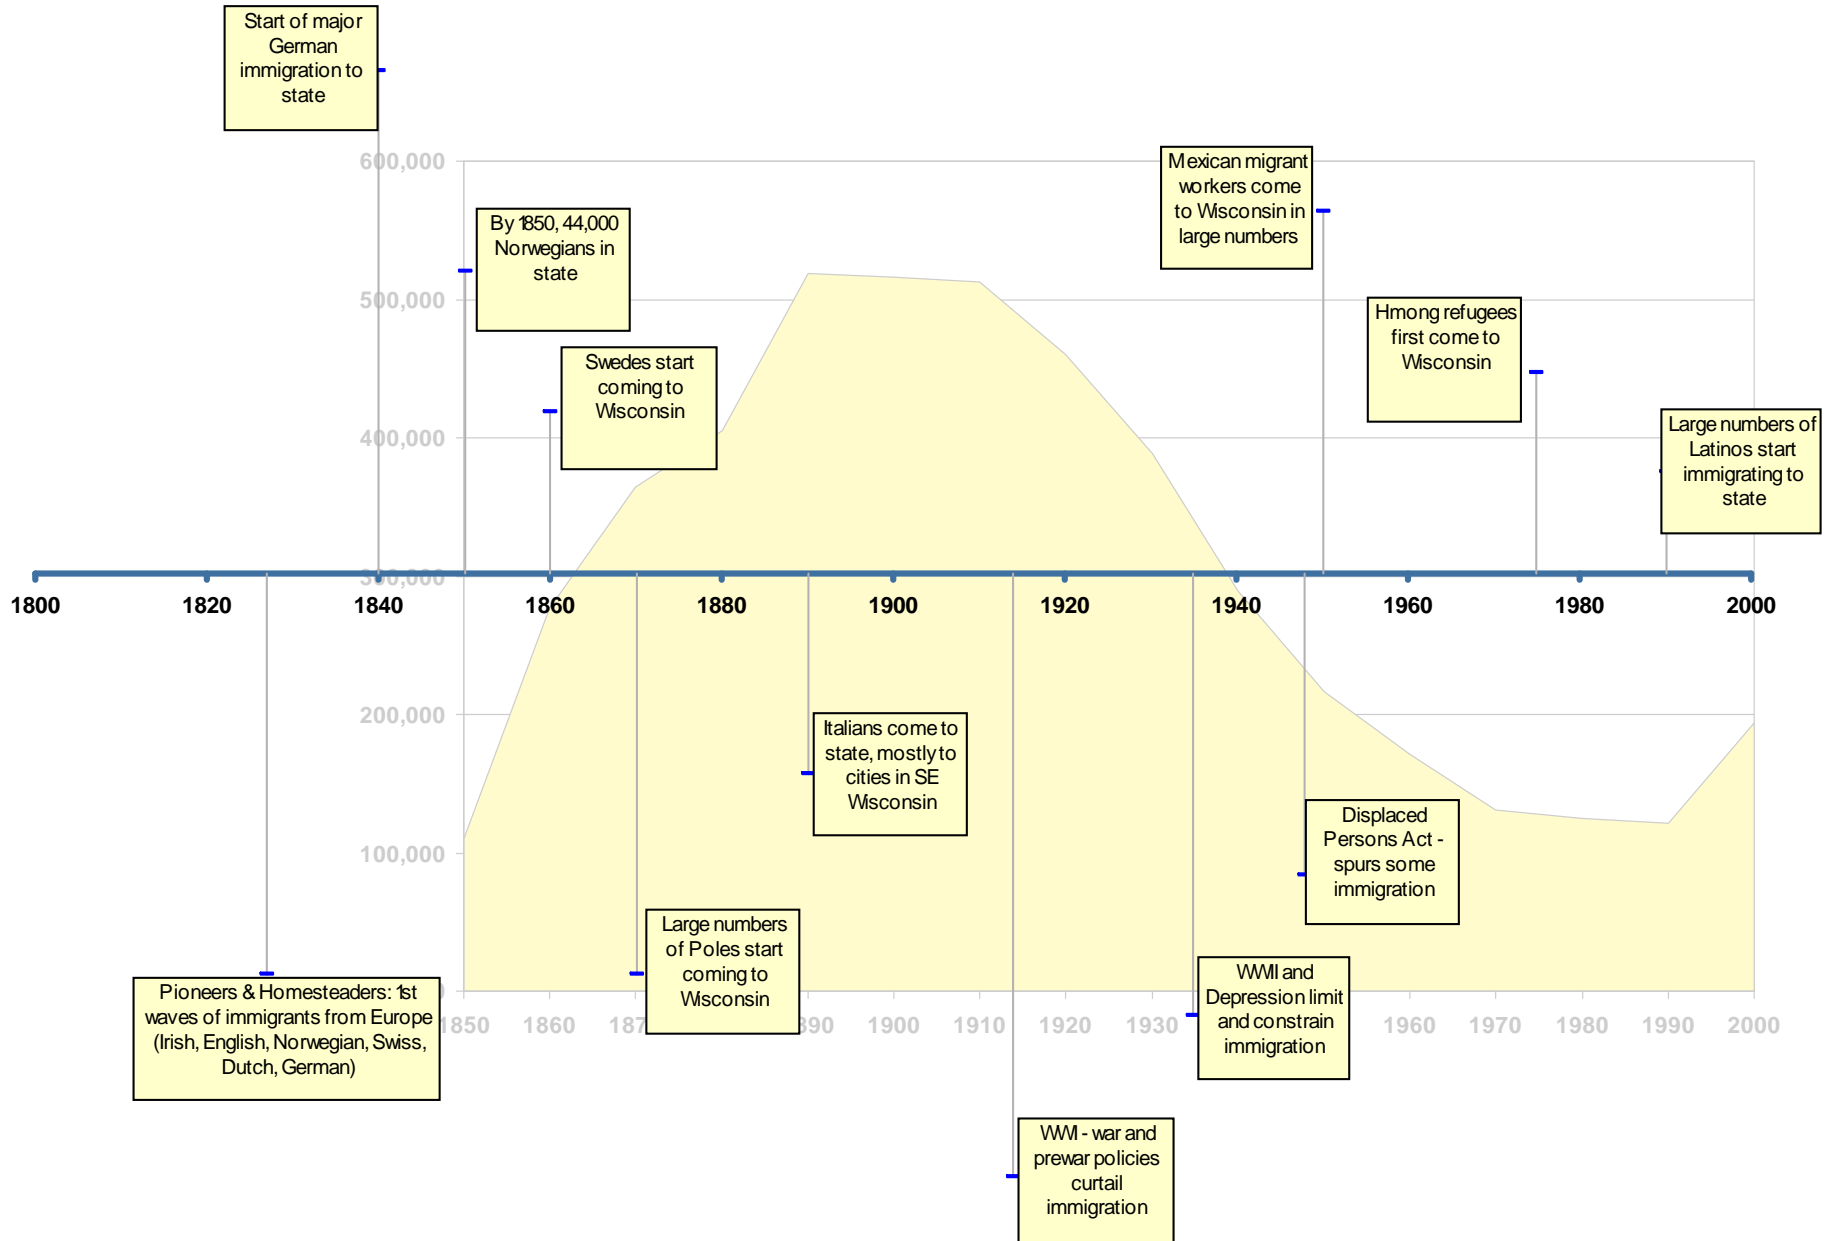 Start of major
German
immigration to
state
600,000
500,000
400,000
300,000
200,000
100,000
By 1850, 44,000
Norwegians in
state
Swedes start
coming to
Wisconsin
Mexican migrant
workers come
to Wisconsin in
large numbers
Hmong refugees
first come to
Wisconsin
Large numbers of
Latinos start
immigrating to
state
1800 1820 1840 1860 1880 1900 1920 1940 1960 1980 2000
Italians come to
state, mostly to
cities in SE
Wisconsin
Displaced
Persons Act -
spurs some
immigration
Large numbers
of Poles start
coming to
Wisconsin
WWII and
Depression limit
and constrain
immigration
Pioneers & Homesteaders: 1st
waves of immigrants from Europe
(Irish, English, Norwegian, Swiss,
Dutch, German)
1850 1860 1900 1910 1920 1930 1960 1970 1980 1990 2000
WWI - war and
prewar policies
curtail
immigration